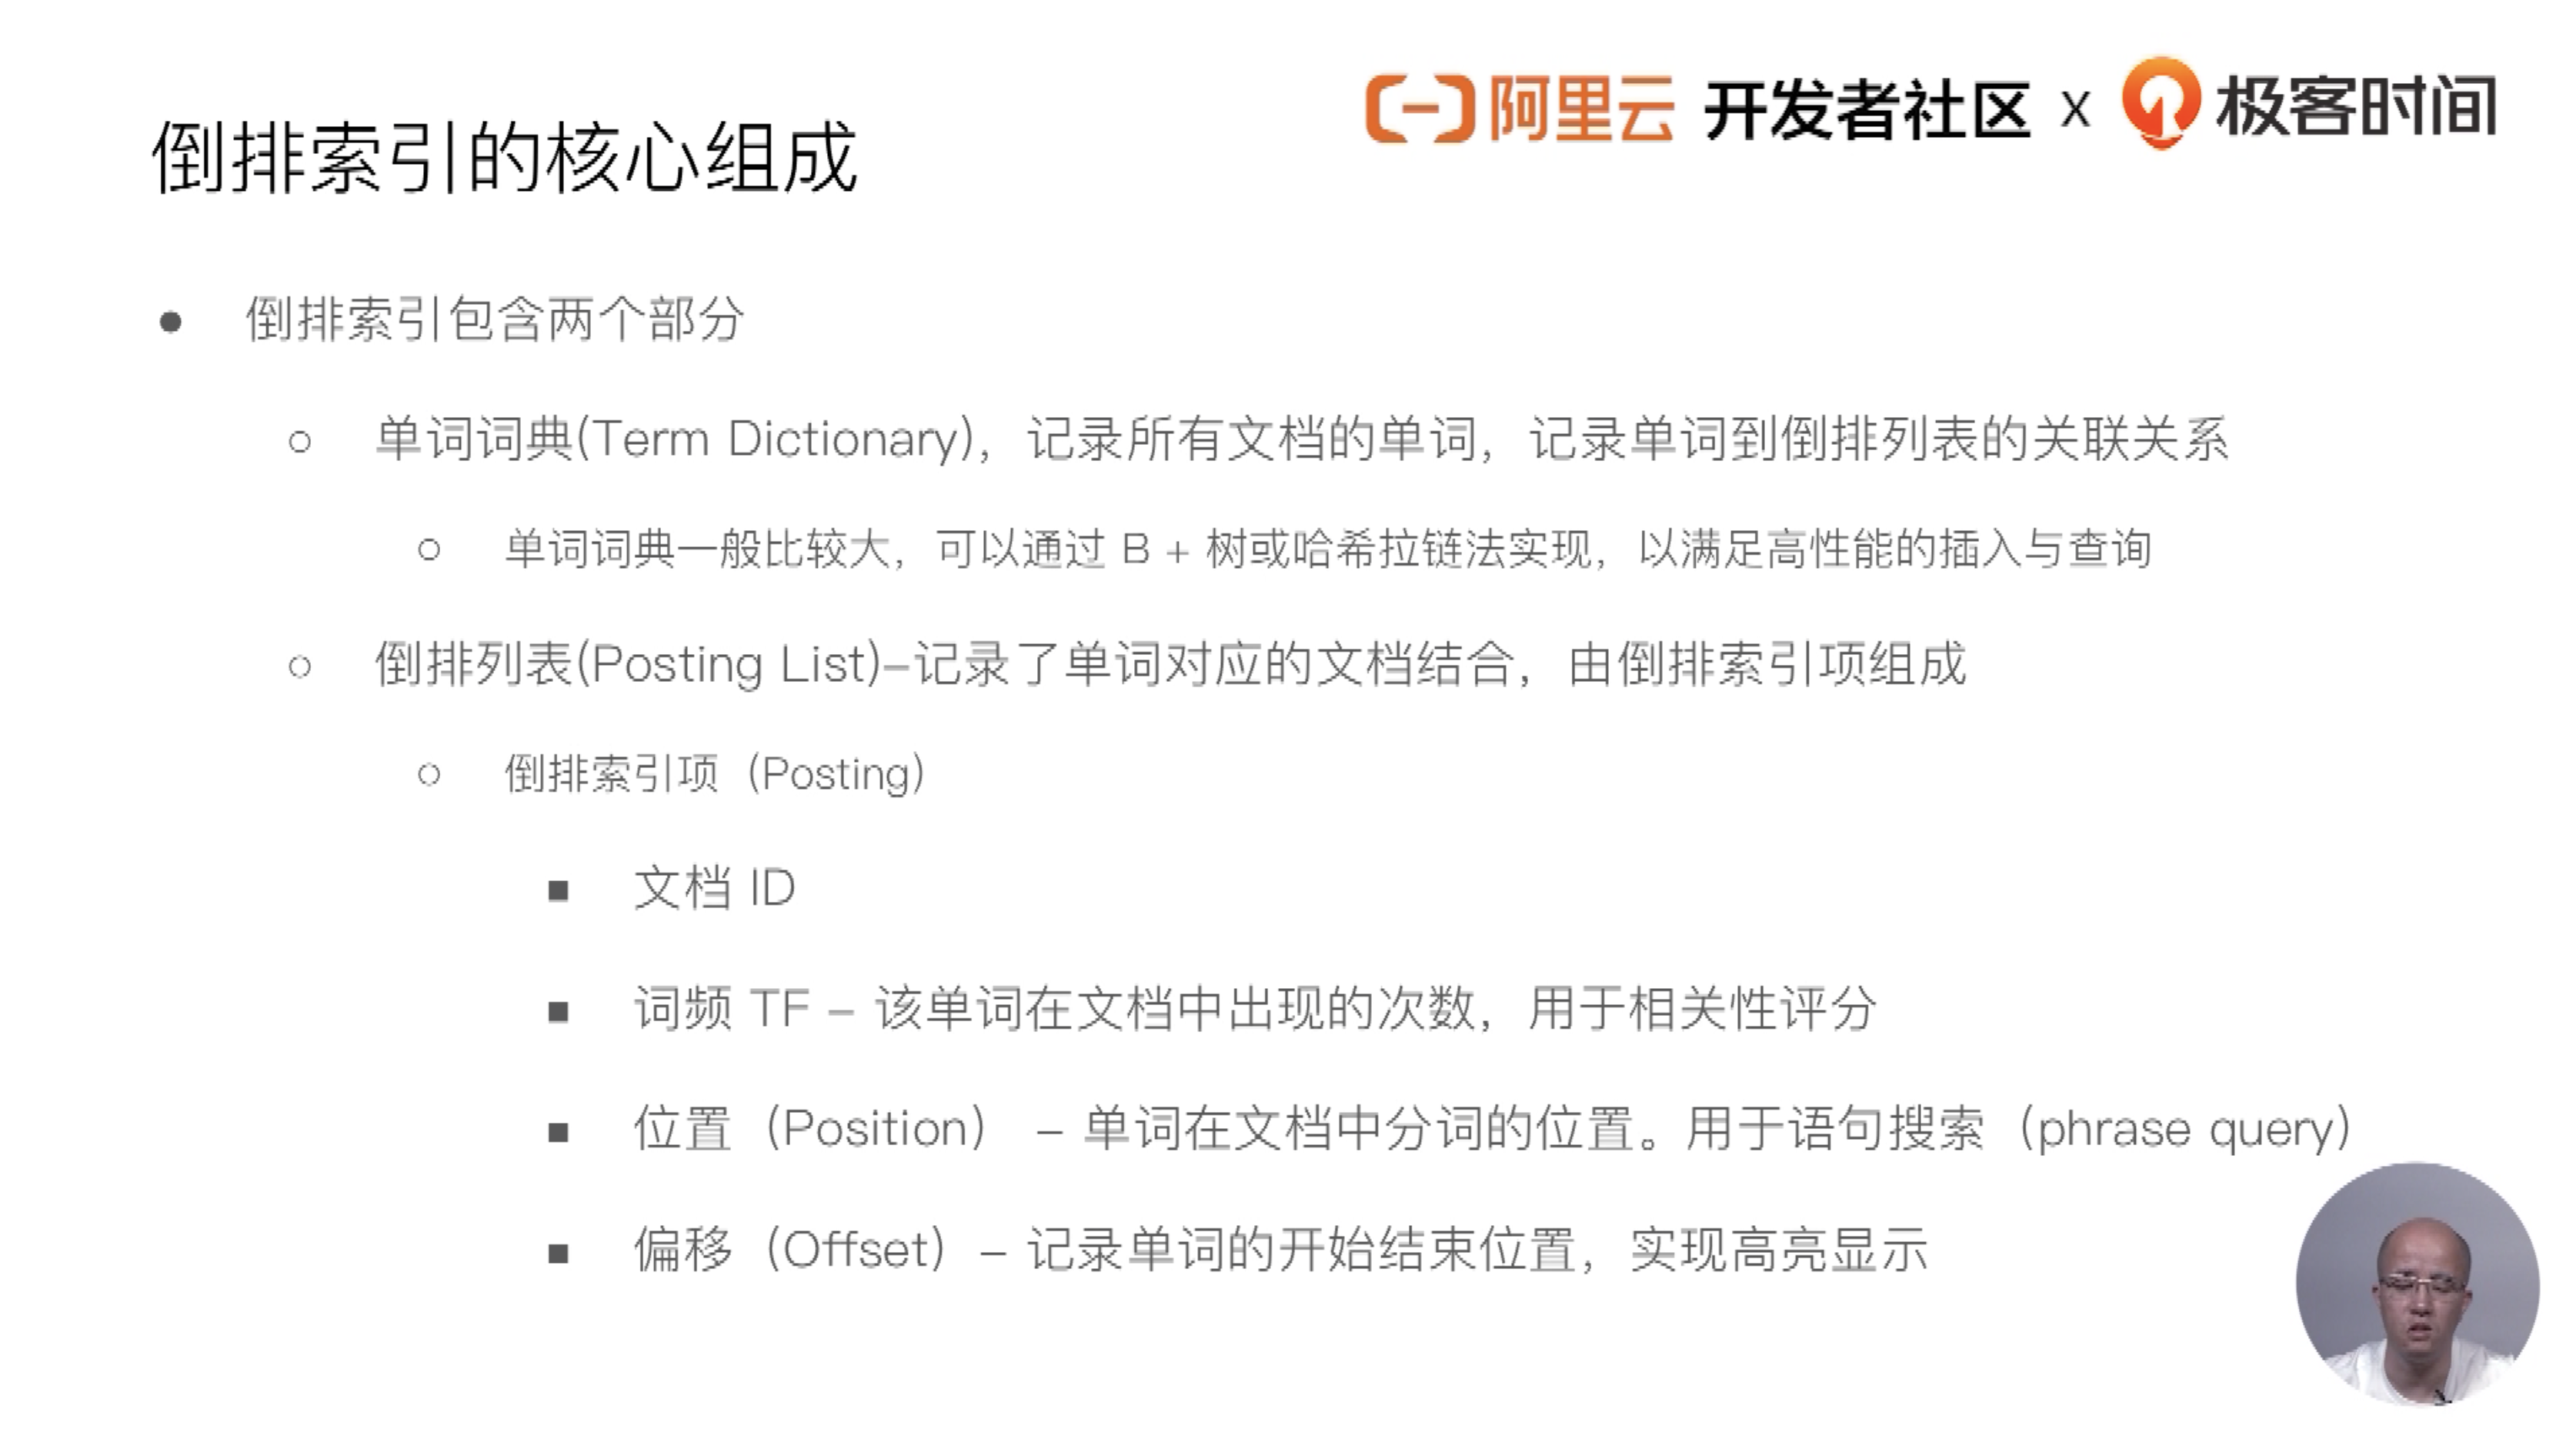 阿里云 开发者社区 x 极客时间
倒排索引的核心组成
倒排索引包含两个部分
单词词典(Term Dictionary)，记录所有文档的单词，记录单词到倒排列表的关联关系
单词词典一般比较大，可以通过 B + 树或哈希拉链法实现，以满足高性能的插入与查询
倒排列表(Posting List)–记录了单词对应的文档结合，由倒排索引项组成
倒排索引项（Posting）
文档 ID
词频 TF – 该单词在文档中出现的次数，用于相关性评分
位置（Position） – 单词在文档中分词的位置。用于语句搜索（phrase query）
偏移（Offset）– 记录单词的开始结束位置，实现高亮显示